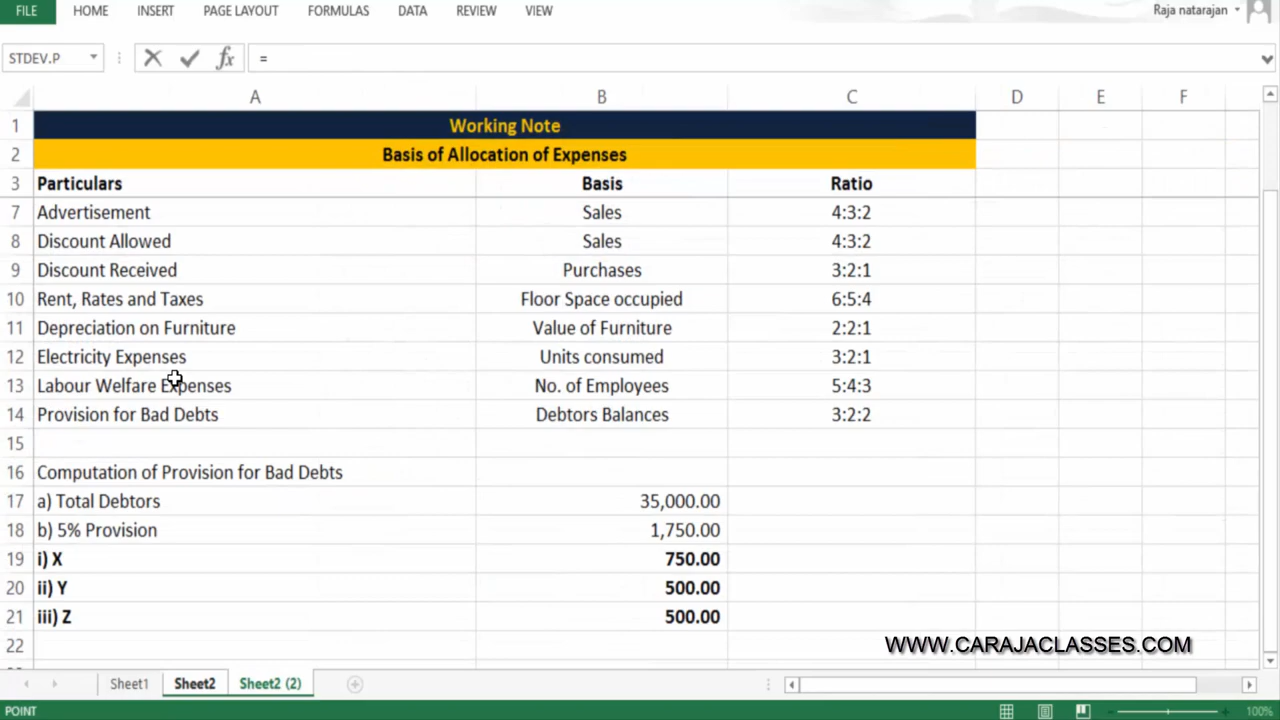 FILE HOME INSERT PAGE LAYOUT FORMULAS DATA REVIEW VIEW Raja natarajan
STDEV.P fx =
A B C D E F
1 Working Note
2 Basis of Allocation of Expenses
3 Particulars Basis Ratio
7 Advertisement Sales 4:3:2
8 Discount Allowed Sales 4:3:2
9 Discount Received Purchases 3:2:1
10 Rent, Rates and Taxes Floor Space occupied 6:5:4
11 Depreciation on Furniture Value of Furniture 2:2:1
12 Electricity Expenses Units consumed 3:2:1
13 Labour Welfare Expenses No. of Employees 5:4:3
14 Provision for Bad Debts Debtors Balances 3:2:2
15
16 Computation of Provision for Bad Debts
17 a) Total Debtors 35,000.00
18 b) 5% Provision 1,750.00
19 i) X 750.00
20 ii) Y 500.00
21 iii) Z 500.00
22
WWW.CARAJACLASSES.COM
Sheet1 Sheet2 Sheet2 (2)
POINT 100%